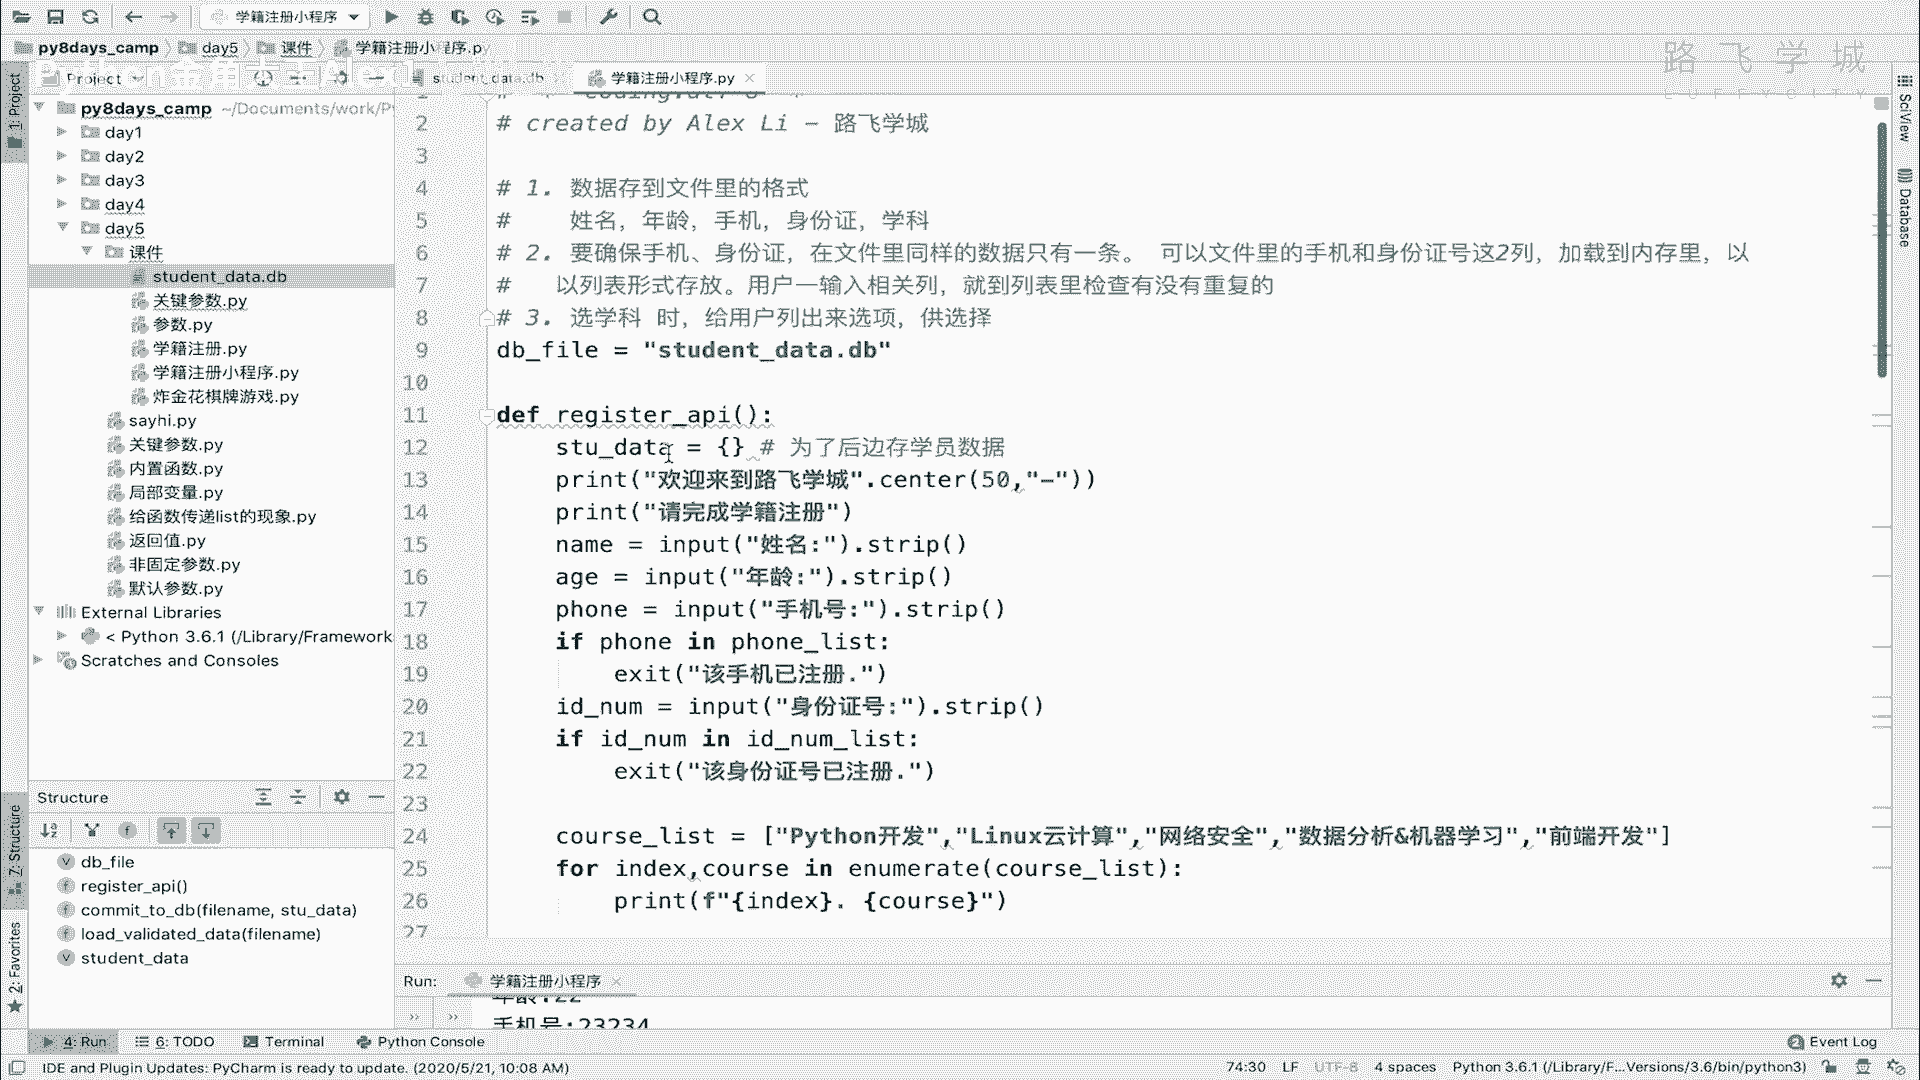 学籍注册小程序
py8days_camp day5 课件 学籍注册小程序.py
路飞学城
LUFFYCITY
Project
student_data.db
学籍注册小程序.py
1: Project
py8days_camp ~/Documents/work/Py
day1
day2
day3
day4
day5
课件
student_data.db
关键参数.py
参数.py
学籍注册.py
学籍注册小程序.py
炸金花棋牌游戏.py
sayhi.py
关键参数.py
内置函数.py
局部变量.py
给函数传递list的现象.py
返回值.py
非固定参数.py
默认参数.py
External Libraries
< Python 3.6.1 (/Library/Framework
Scratches and Consoles
Structure
db_file
register_api()
commit_to_db(filename, stu_data)
load_validated_data(filename)
student_data
7: Structure
2: Favorites
2 # created by Alex Li - 路飞学城
3
4 # 1. 数据存到文件里的格式
5 # 姓名, 年龄, 手机, 身份证, 学科
6 # 2. 要确保手机、身份证，在文件里同样的数据只有一条。 可以文件里的手机和身份证号这2列，加载到内存里，以
7 # 以列表形式存放。用户一输入相关列，就到列表里检查有没有重复的
8 # 3. 选学科 时，给用户列出来选项，供选择
9 db_file = "student_data.db"
10
11 def register_api():
12 stu_data = {} # 为了后边存学员数据
13 print("欢迎来到路飞学城".center(50,"-"))
14 print("请完成学籍注册")
15 name = input("姓名:").strip()
16 age = input("年龄:").strip()
17 phone = input("手机号:").strip()
18 if phone in phone_list:
19 exit("该手机已注册.")
20 id_num = input("身份证号:").strip()
21 if id_num in id_num_list:
22 exit("该身份证号已注册.")
23
24 course_list = ["Python开发","Linux云计算","网络安全","数据分析&机器学习","前端开发"]
25 for index,course in enumerate(course_list):
26 print(f"{index}. {course}")
27
SciView
Database
Run: 学籍注册小程序
年龄:22
手机号:23234
4: Run 6: TODO Terminal Python Console Event Log
IDE and Plugin Updates: PyCharm is ready to update. (2020/5/21, 10:08 AM) 74:30 LF UTF-8 4 spaces Python 3.6.1 (/Library/F...Versions/3.6/bin/python3)